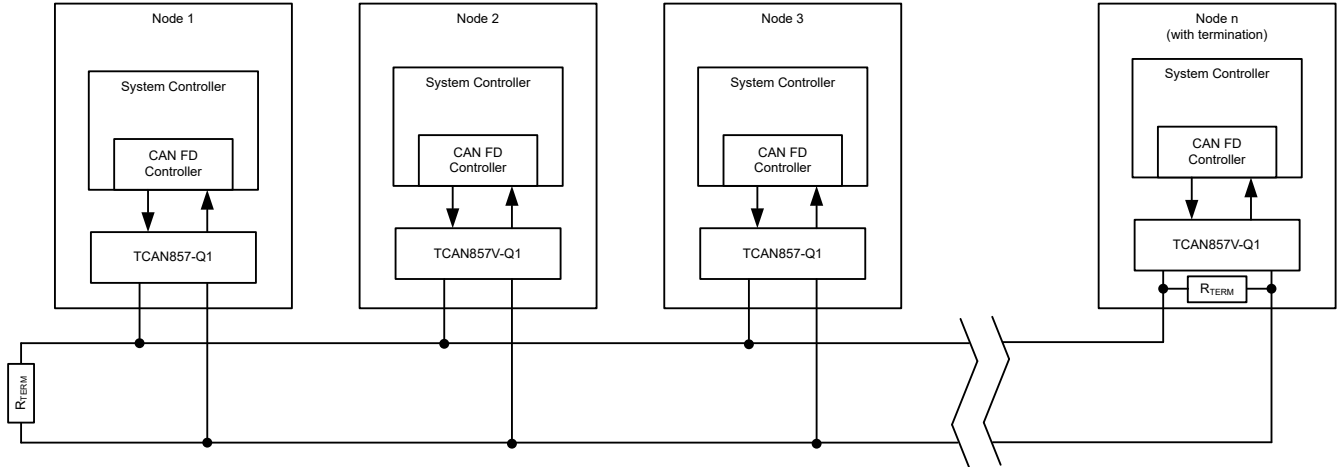 Node 1
System Controller
CAN FD
Controller
TCAN857-Q1
Node 2
System Controller
CAN FD
Controller
TCAN857V-Q1
Node 3
System Controller
CAN FD
Controller
TCAN857-Q1
Node n
(with termination)
System Controller
CAN FD
Controller
TCAN857V-Q1
RTERM
RTERM